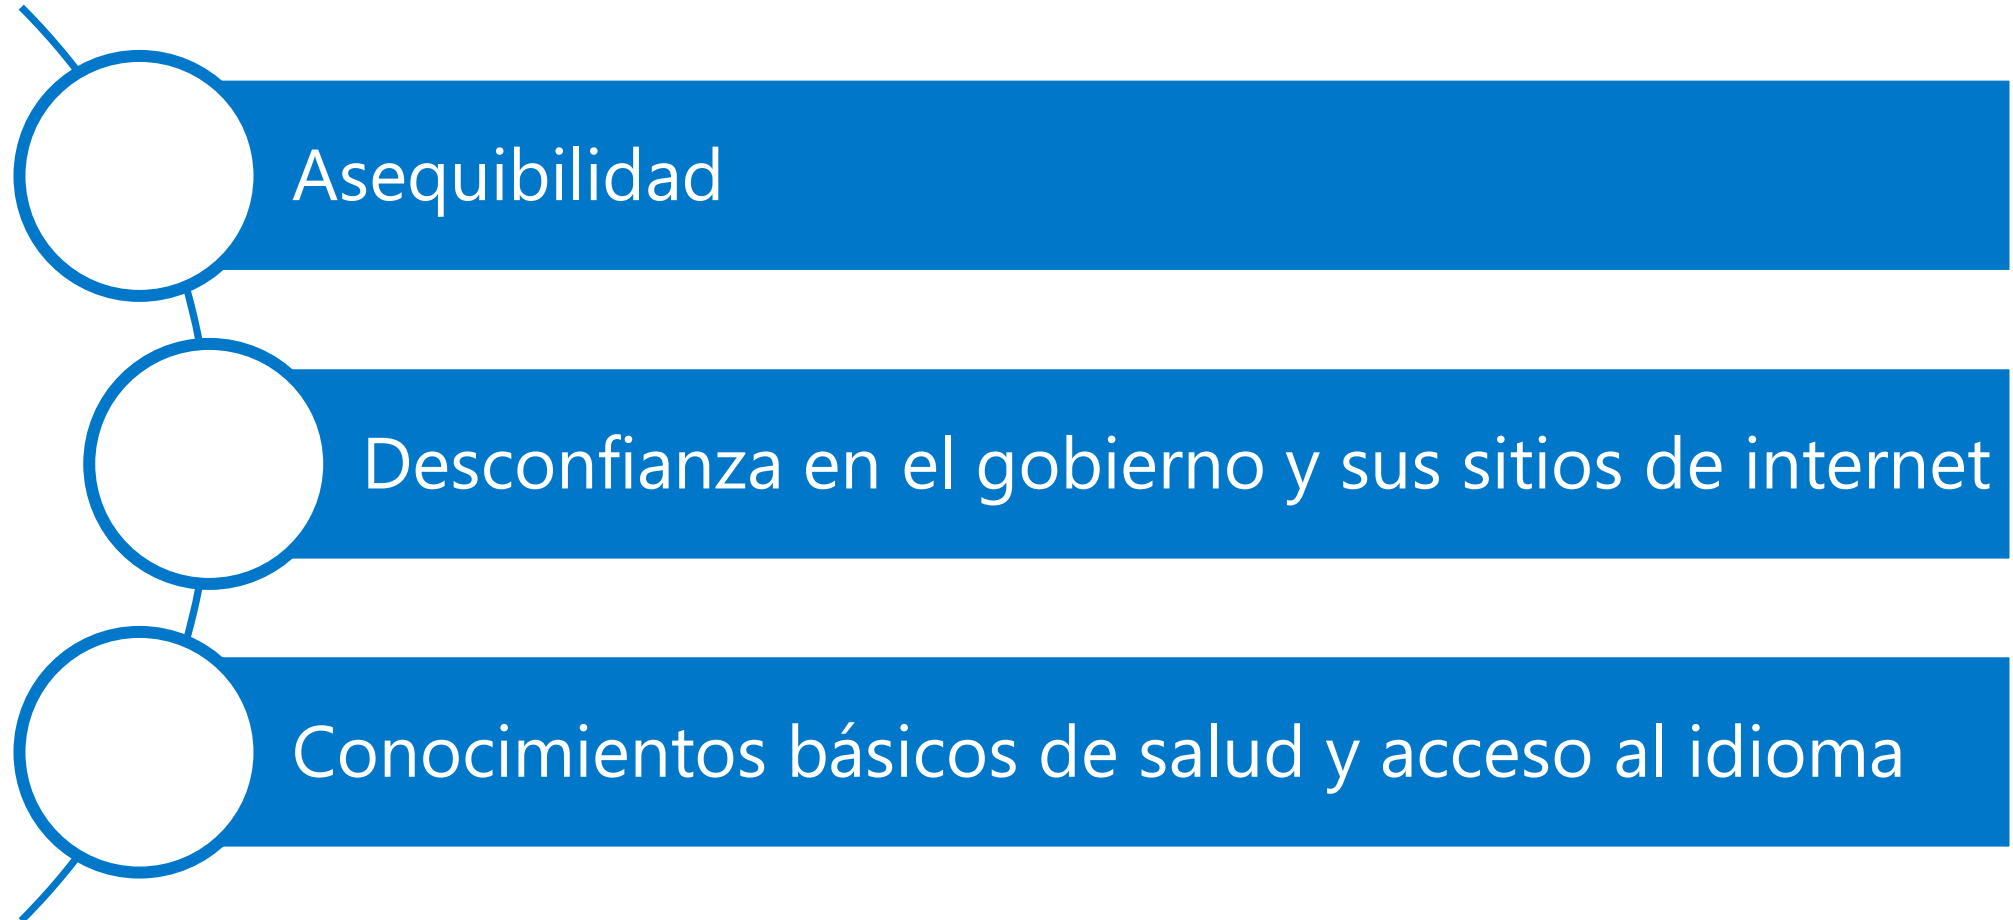 Asequibilidad
Desconfianza en el gobierno y sus sitios de internet
Conocimientos básicos de salud y acceso al idioma